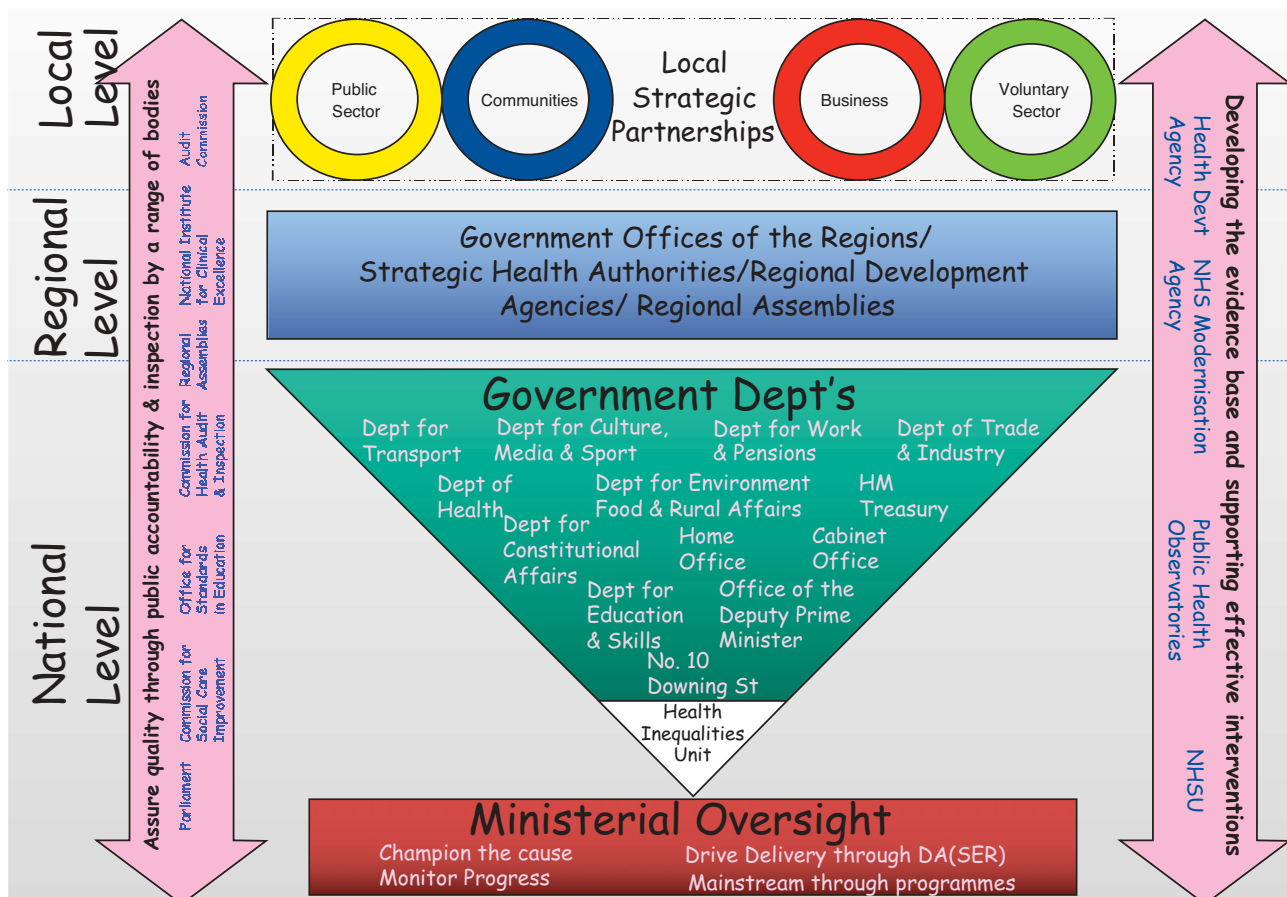 Local
Level
Regional
Level
National
Level
Assure quality through public accountability & inspection by a range of bodies
Audit
Commission
National Institute
for Clinical
Excellence
Regional
Assemblies
Commission for
Health Audit
& Inspection
Office for
Standards
in Education
Commission for
Social Care
Improvement
Parliament
Public
Sector
Communities
Local
Strategic
Partnerships
Business
Voluntary
Sector
Government Offices of the Regions/
Strategic Health Authorities/Regional Development
Agencies/ Regional Assemblies
Government Dept's
Dept for
Transport
Dept for Culture,
Media & Sport
Dept for Work
& Pensions
Dept of Trade
& Industry
Dept of
Health
Dept for Environment
Food & Rural Affairs
HM
Treasury
Dept for
Constitutional
Affairs
Home
Office
Cabinet
Office
Dept for
Education
& Skills
Office of the
Deputy Prime
Minister
No. 10
Downing St
Health
Inequalities
Unit
Ministerial Oversight
Champion the cause
Monitor Progress
Drive Delivery through DA(SER)
Mainstream through programmes
Developing the evidence base and supporting effective interventions
Health Devt
Agency
NHS Modernisation
Agency
Public Health
Observatories
NHSU